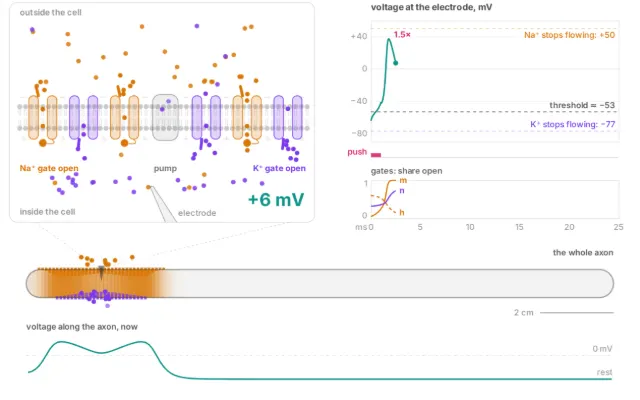 outside the cell
Na⁺ gate open
pump
K⁺ gate open
+6 mV
inside the cell
electrode
voltage at the electrode, mV
+40
0
−40
−80
1.5×
Na⁺ stops flowing: +50
threshold ≈ −53
K⁺ stops flowing: −77
push
gates: share open
1
0
m
n
h
ms 0 5 10 15 20 25
the whole axon
2 cm
voltage along the axon, now
0 mV
rest